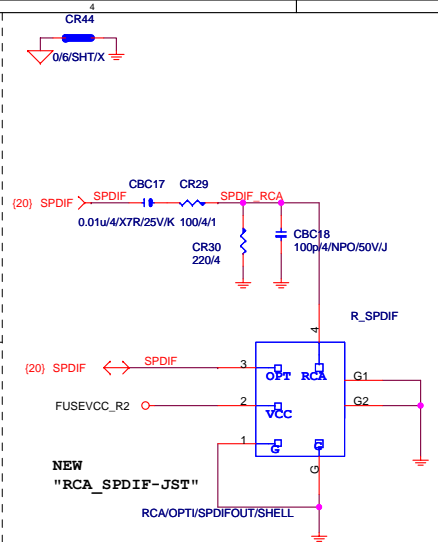 4
CR44
0/6/SHT/X
CBC17 CR29
{20} SPDIF SPDIF SPDIF_RCA
0.01u/4/X7R/25V/K 100/4/1
CBC18
100p/4/NPO/50V/J
CR30
220/4
R_SPDIF
4
{20} SPDIF SPDIF 3 OPT RCA G1
FUSEVCC_R2 2 VCC G2
1 G G
G
NEW
"RCA_SPDIF-JST"
RCA/OPTI/SPDIFOUT/SHELL